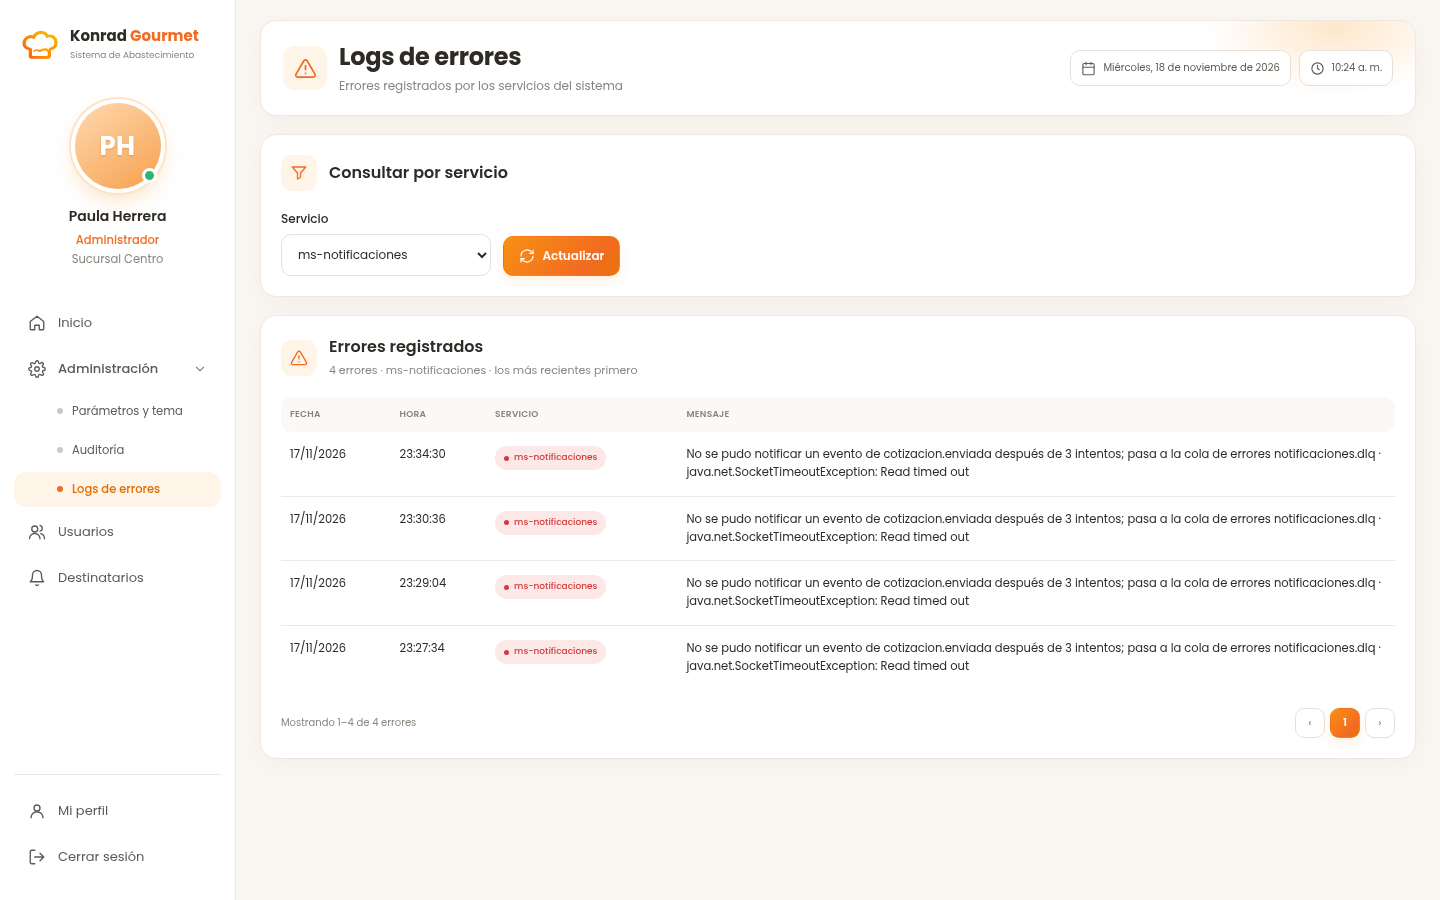 Konrad Gourmet
Sistema de Abastecimiento
PH
Paula Herrera
Administrador
Sucursal Centro
Inicio
Administración
Parámetros y tema
Auditoría
Logs de errores
Usuarios
Destinatarios
Mi perfil
Cerrar sesión
Logs de errores
Errores registrados por los servicios del sistema
Miércoles, 18 de noviembre de 2026
10:24 a. m.
Consultar por servicio
Servicio
ms-notificaciones
Actualizar
Errores registrados
4 errores · ms-notificaciones · los más recientes primero
FECHA HORA SERVICIO MENSAJE
17/11/2026 23:34:30 ms-notificaciones No se pudo notificar un evento de cotizacion.enviada después de 3 intentos; pasa a la cola de errores notificaciones.dlq ·
java.net.SocketTimeoutException: Read timed out
17/11/2026 23:30:36 ms-notificaciones No se pudo notificar un evento de cotizacion.enviada después de 3 intentos; pasa a la cola de errores notificaciones.dlq ·
java.net.SocketTimeoutException: Read timed out
17/11/2026 23:29:04 ms-notificaciones No se pudo notificar un evento de cotizacion.enviada después de 3 intentos; pasa a la cola de errores notificaciones.dlq ·
java.net.SocketTimeoutException: Read timed out
17/11/2026 23:27:34 ms-notificaciones No se pudo notificar un evento de cotizacion.enviada después de 3 intentos; pasa a la cola de errores notificaciones.dlq ·
java.net.SocketTimeoutException: Read timed out
Mostrando 1–4 de 4 errores
‹ 1 ›